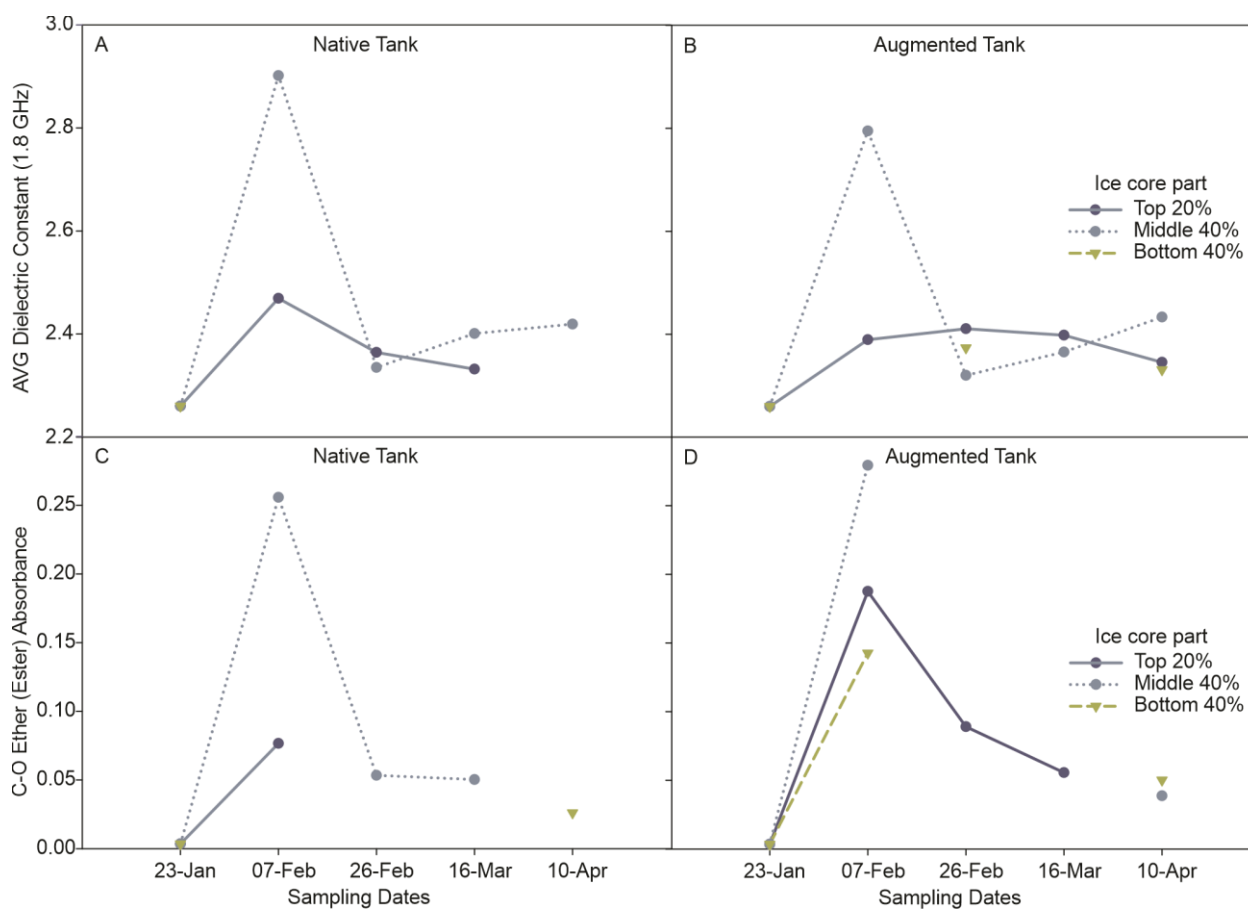 A
Native Tank
B
Augmented Tank
AVG Dielectric Constant (1.8 GHz)
3.0
2.8
2.6
2.4
2.2
Ice core part
Top 20%
Middle 40%
Bottom 40%
C
Native Tank
D
Augmented Tank
C-O Ether (Ester) Absorbance
0.25
0.20
0.15
0.10
0.05
0.00
Ice core part
Top 20%
Middle 40%
Bottom 40%
23-Jan 07-Feb 26-Feb 16-Mar 10-Apr
Sampling Dates
23-Jan 07-Feb 26-Feb 16-Mar 10-Apr
Sampling Dates